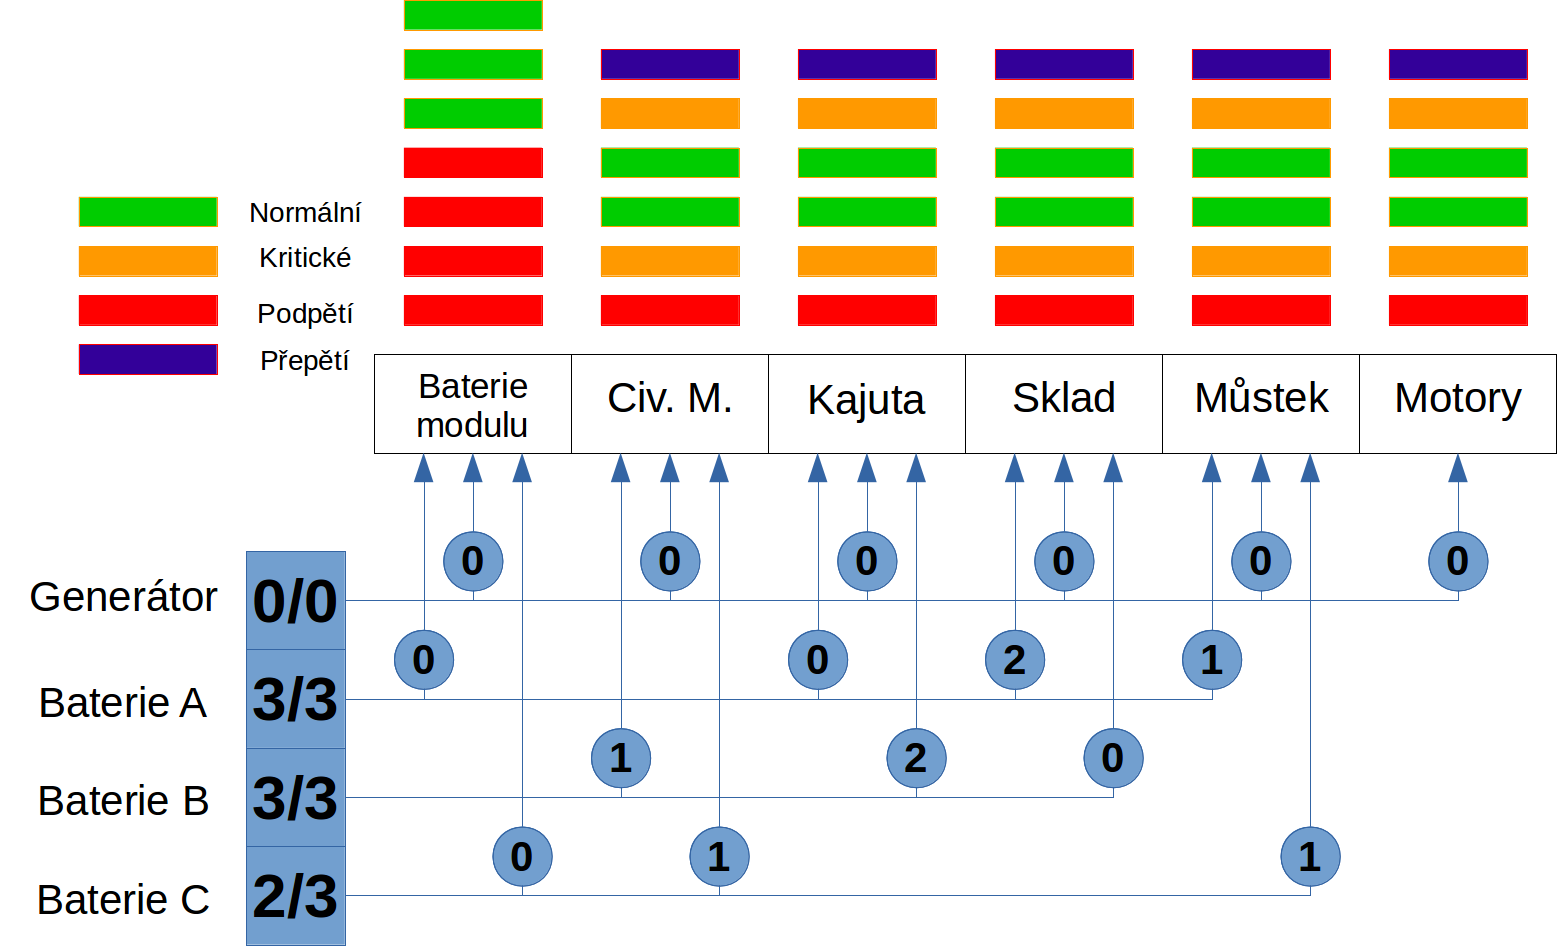 Normální
Kritické
Podpětí
Přepětí
Baterie
modulu
Civ. M.
Kajuta
Sklad
Můstek
Motory
0 0 0 0 0 0
Generátor 0/0
0 0 2 1
Baterie A 3/3
1 2 0
Baterie B 3/3
0 1 1
Baterie C 2/3